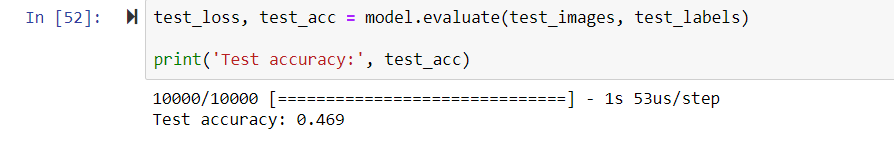 In [52]: test_loss, test_acc = model.evaluate(test_images, test_labels)
print('Test accuracy:', test_acc)
10000/10000 [==============================] - 1s 53us/step
Test accuracy: 0.469